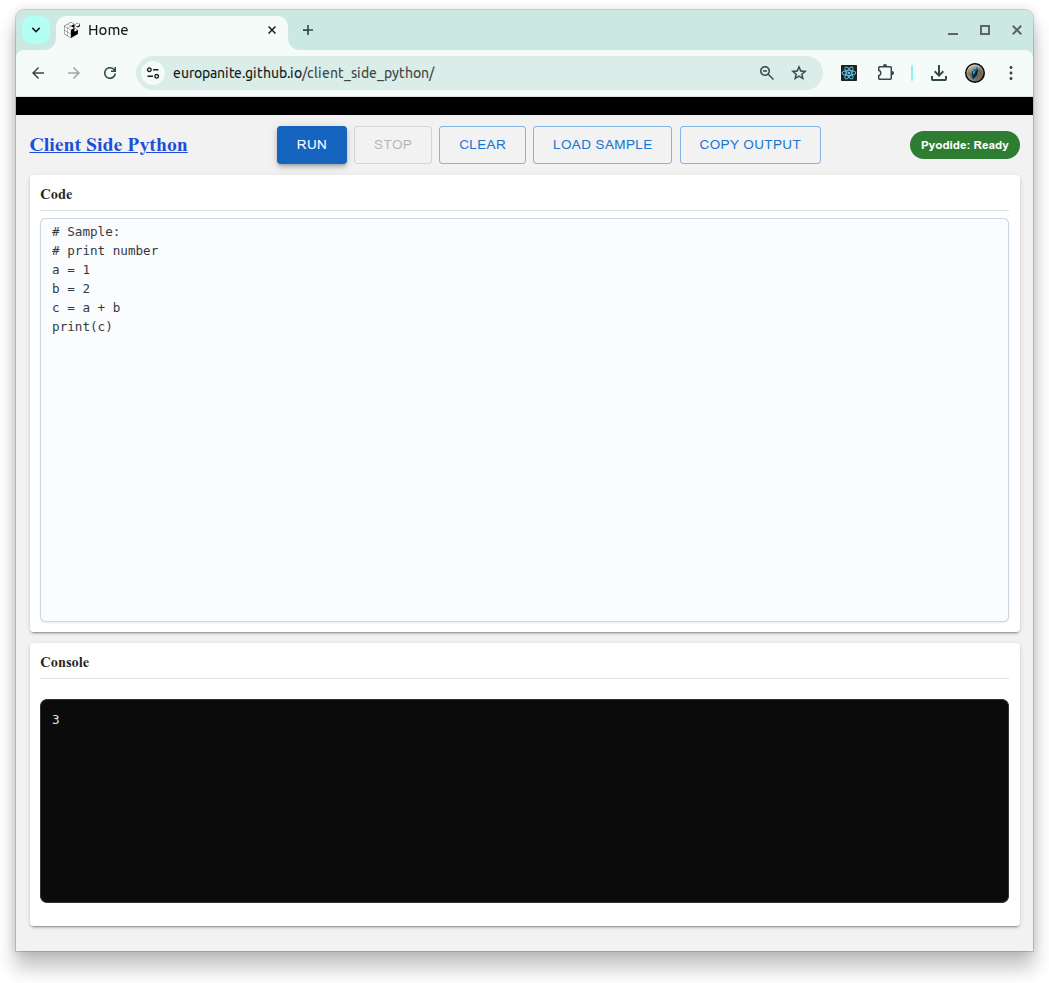 Home
europanite.github.io/client_side_python/
Client Side Python
RUN
STOP
CLEAR
LOAD SAMPLE
COPY OUTPUT
Pyodide: Ready
Code
# Sample:
# print number
a = 1
b = 2
c = a + b
print(c)
Console
3